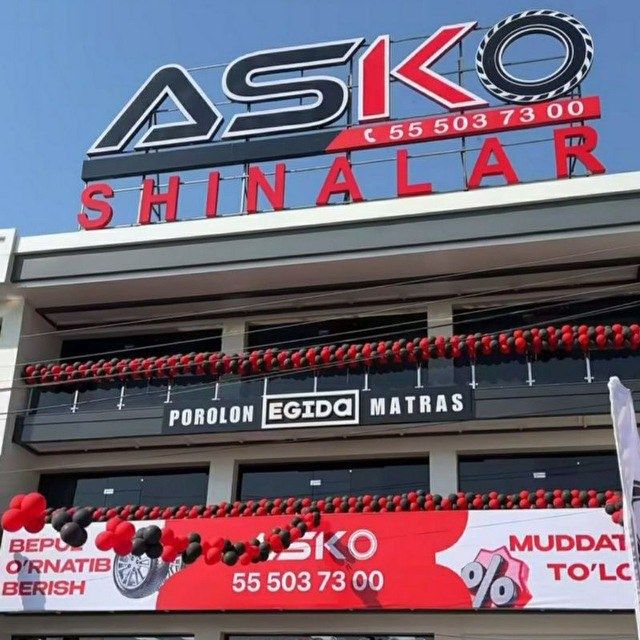 ASKO
55 503 73 00
SHINALAR
POROLON EGIDA MATRAS
BEPUL
O'RNATIB
BERISH
ASKO
55 503 73 00
%
MUDDAT
TO'LO